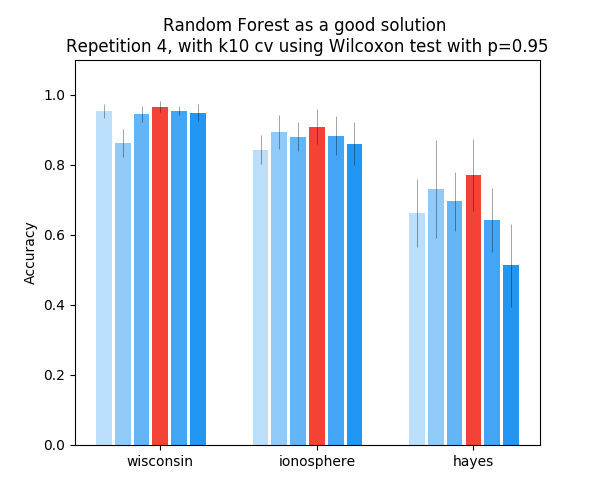 Random Forest as a good solution
Repetition 4, with k10 cv using Wilcoxon test with p=0.95
1.0
0.8
0.6
0.4
0.2
0.0
Accuracy
wisconsin
ionosphere
hayes